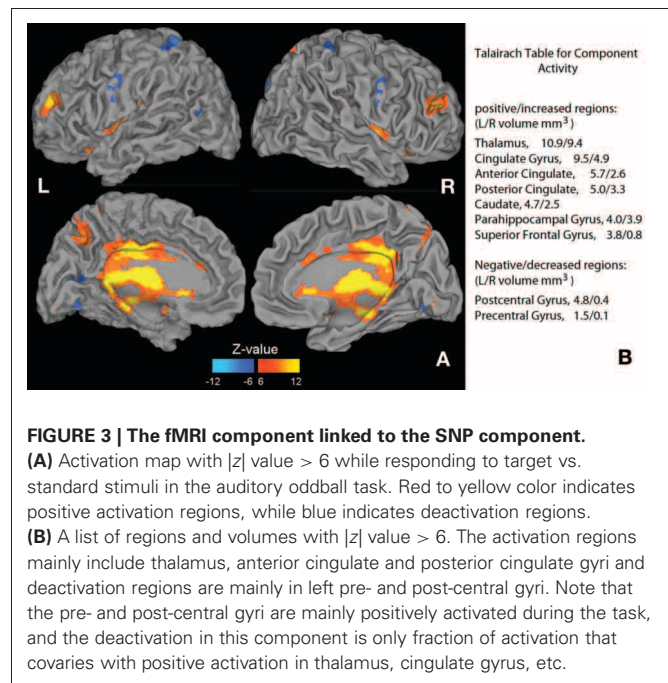 L
R
Z-value
-12 -6 6 12
A
Talairach Table for Component
Activity
positive/increased regions:
(L/R volume mm³)
Thalamus, 10.9/9.4
Cingulate Gyrus, 9.5/4.9
Anterior Cingulate, 5.7/2.6
Posterior Cingulate, 5.0/3.3
Caudate, 4.7/2.5
Parahippocampal Gyrus, 4.0/3.9
Superior Frontal Gyrus, 3.8/0.8
Negative/decreased regions:
(L/R volume mm³)
Postcentral Gyrus, 4.8/0.4
Precentral Gyrus, 1.5/0.1
B
FIGURE 3 | The fMRI component linked to the SNP component.
(A) Activation map with |z| value > 6 while responding to target vs.
standard stimuli in the auditory oddball task. Red to yellow color indicates
positive activation regions, while blue indicates deactivation regions.
(B) A list of regions and volumes with |z| value > 6. The activation regions
mainly include thalamus, anterior cingulate and posterior cingulate gyri and
deactivation regions are mainly in left pre- and post-central gyri. Note that
the pre- and post-central gyri are mainly positively activated during the task,
and the deactivation in this component is only fraction of activation that
covaries with positive activation in thalamus, cingulate gyrus, etc.